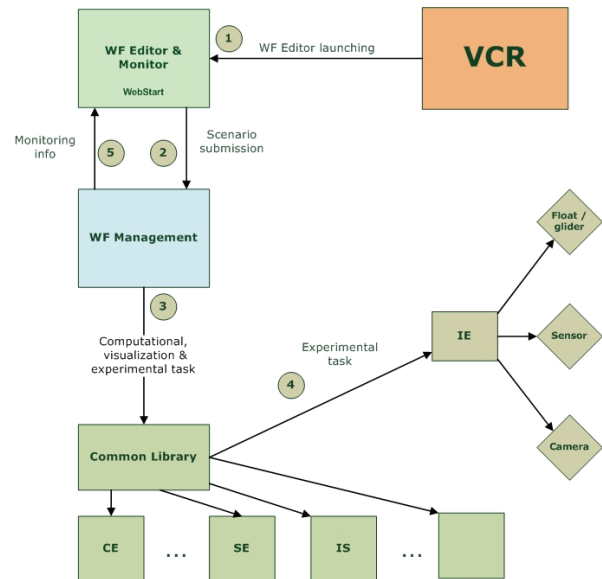 1
WF Editor &
Monitor
WebStart
WF Editor launching
VCR
Monitoring
info
5
2
Scenario
submission
WF Management
Float /
glider
3
Computational,
visualization &
experimental task
Experimental
task
4
IE
Sensor
Common Library
Camera
CE
...
SE
IS
...